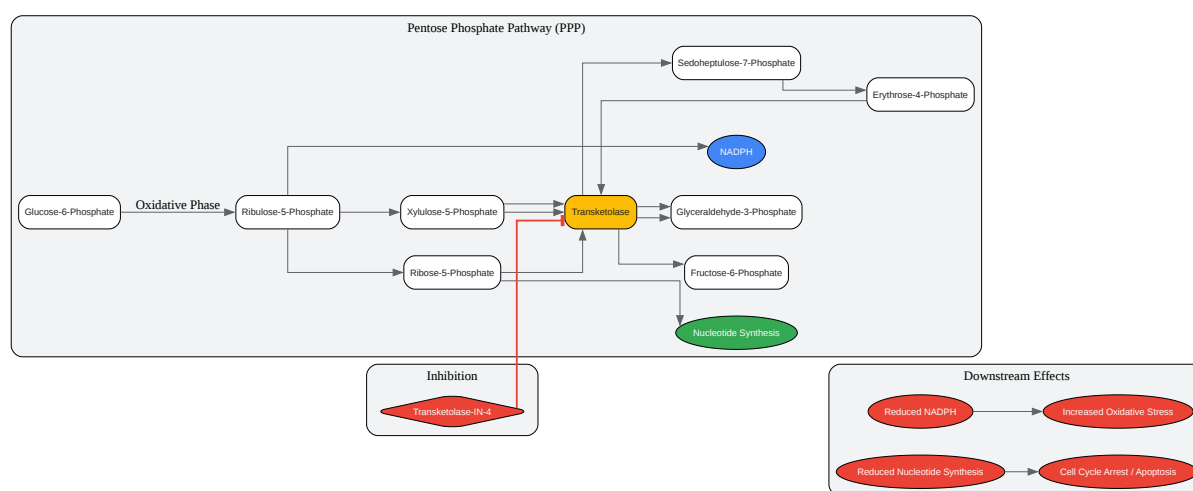 Pentose Phosphate Pathway (PPP)
Sedoheptulose-7-Phosphate
Erythrose-4-Phosphate
NADPH
Glucose-6-Phosphate
Oxidative Phase
Ribulose-5-Phosphate
Xylulose-5-Phosphate
Transketolase
Glyceraldehyde-3-Phosphate
Ribose-5-Phosphate
Fructose-6-Phosphate
Nucleotide Synthesis
Inhibition
Transketolase-IN-4
Downstream Effects
Reduced NADPH
Increased Oxidative Stress
Reduced Nucleotide Synthesis
Cell Cycle Arrest / Apoptosis